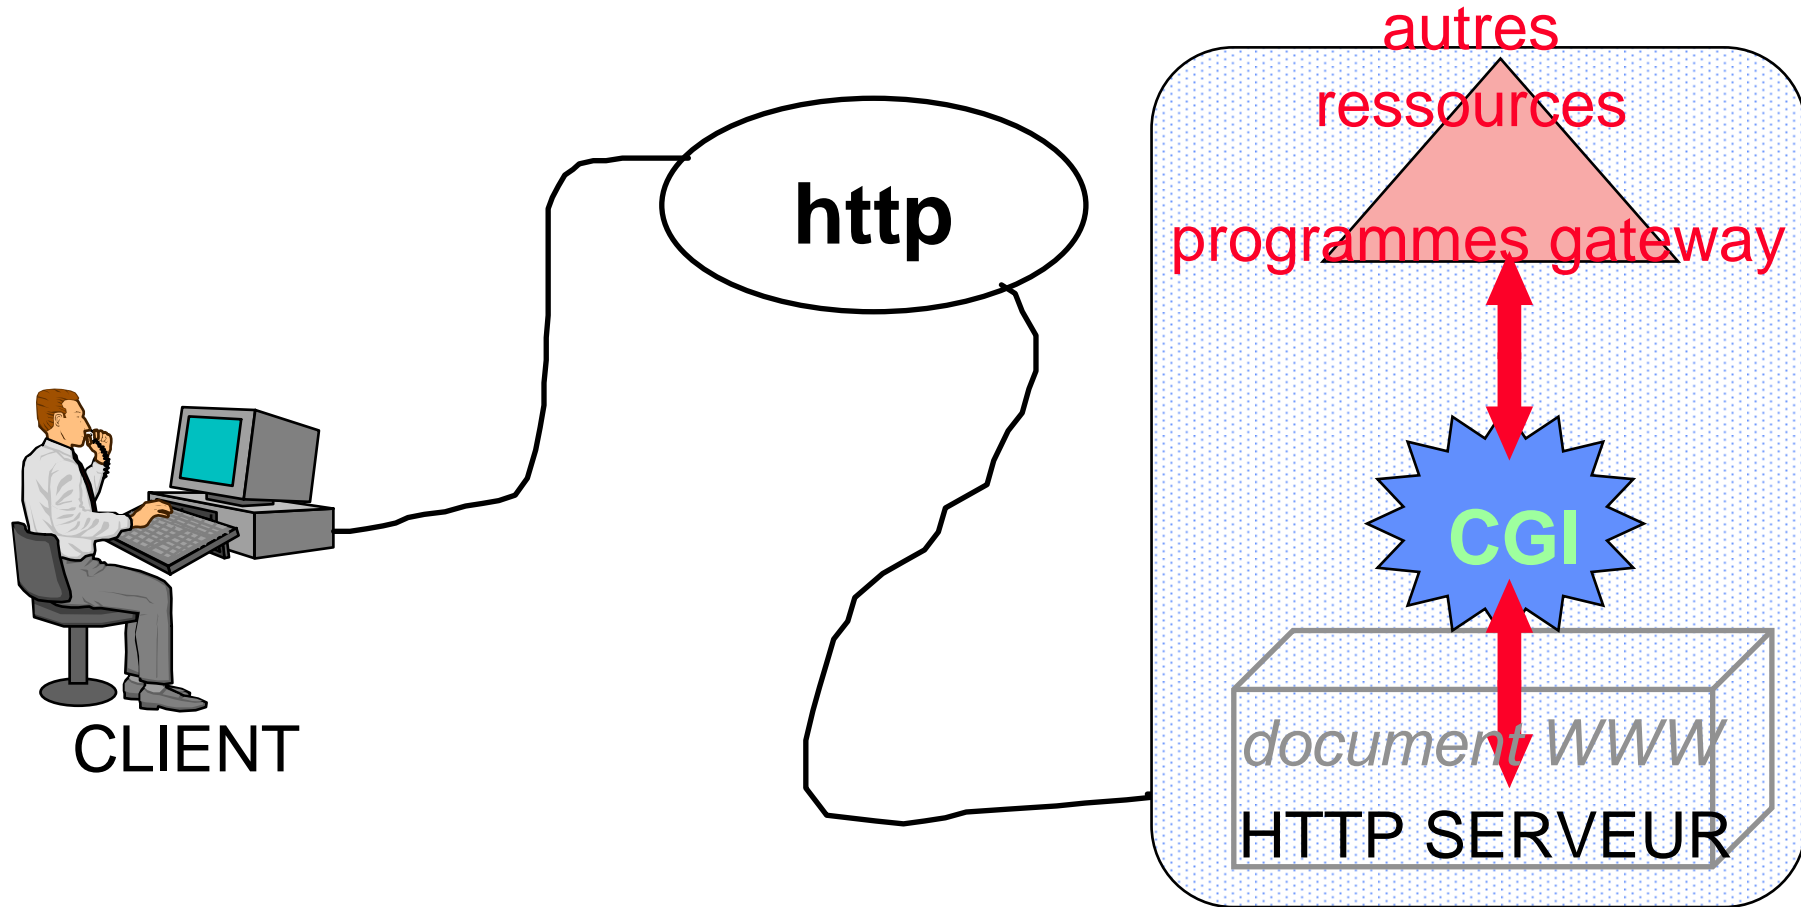 autres
ressources
programmes gateway
http
CGI
CLIENT
document WWW
HTTP SERVEUR